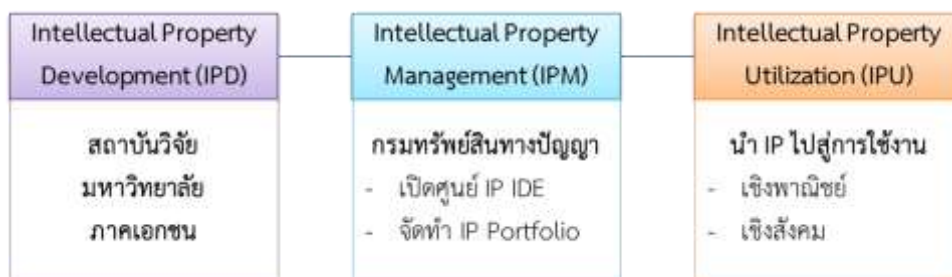 Intellectual Property
Development (IPD)
สถาบันวิจัย
มหาวิทยาลัย
ภาคเอกชน
Intellectual Property
Management (IPM)
กรมทรัพย์สินทางปัญญา
- เปิดศูนย์ IP IDE
- จัดทำ IP Portfolio
Intellectual Property
Utilization (IPU)
นำ IP ไปสู่การใช้งาน
- เชิงพาณิชย์
- เชิงสังคม